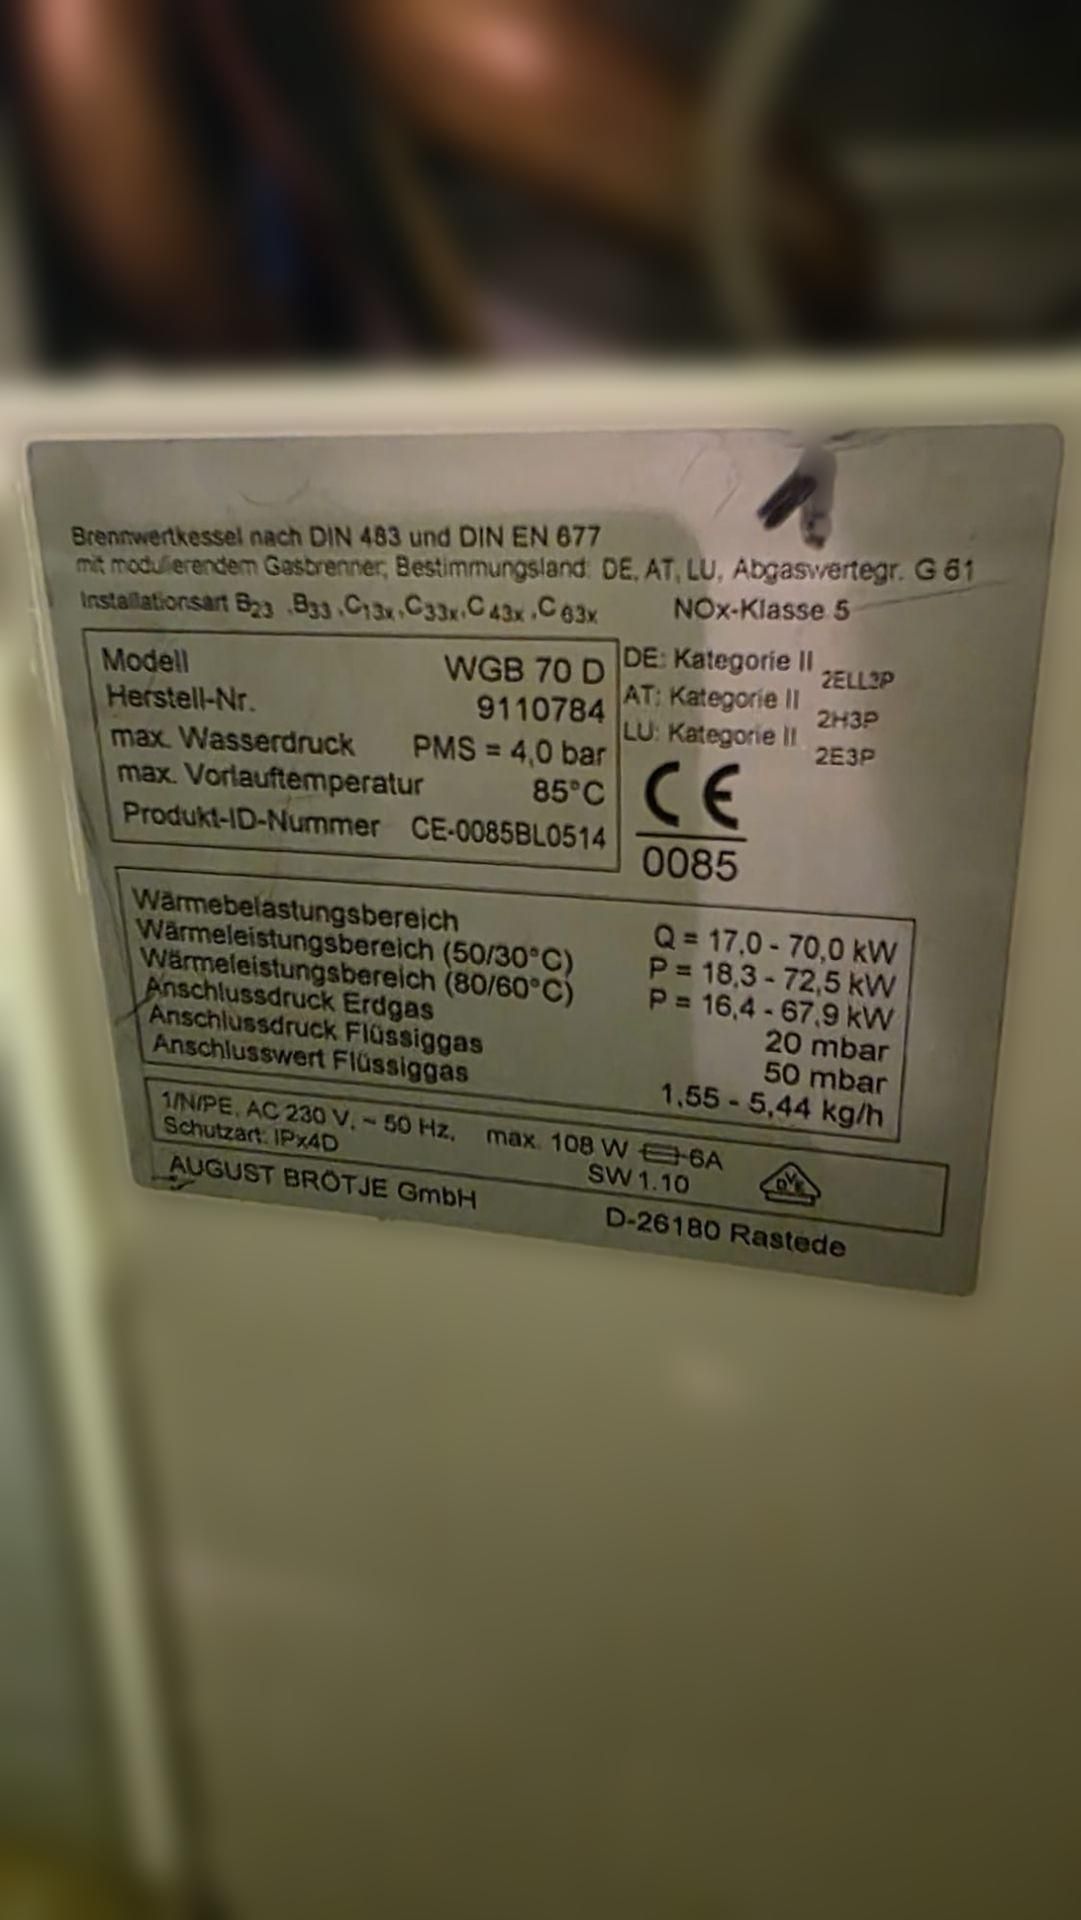 Brennwertkessel nach DIN 483 und DIN EN 677
mit modulierendem Gasbrenner, Bestimmungsland: DE, AT, LU, Abgaswertegr. G 61
Installationsart B23 ,B33 ,C13x,C33x,C43x ,C63x NOx-Klasse 5
Modell WGB 70 D
Herstell-Nr. 9110784
max. Wasserdruck PMS = 4,0 bar
max. Vorlauftemperatur 85°C
Produkt-ID-Nummer CE-0085BL0514
DE: Kategorie II 2ELL3P
AT: Kategorie II 2H3P
LU: Kategorie II 2E3P
CE
0085
Wärmebelastungsbereich Q = 17,0 - 70,0 kW
Wärmeleistungsbereich (50/30°C) P = 18,3 - 72,5 kW
Wärmeleistungsbereich (80/60°C) P = 16,4 - 67,9 kW
Anschlussdruck Erdgas 20 mbar
Anschlussdruck Flüssiggas 50 mbar
Anschlusswert Flüssiggas 1,55 - 5,44 kg/h
1/N/PE, AC 230 V, ~ 50 Hz, max. 108 W 6A
Schutzart: IPx4D SW 1.10
AUGUST BRÖTJE GmbH D-26180 Rastede